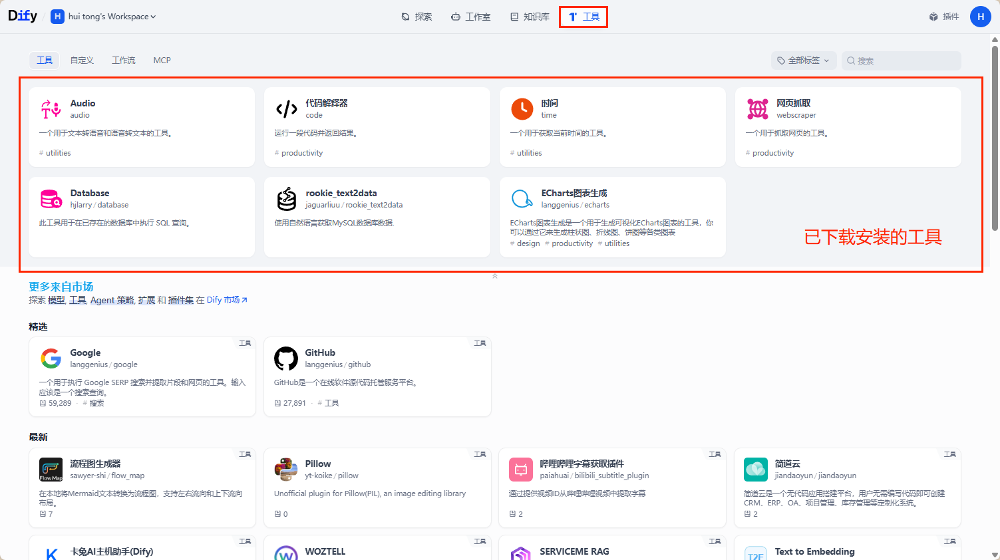 Dify / H hui tong's Workspace
探索
工作室
知识库
工具
插件
H
工具
自定义
工作流
MCP
全部标签
搜索
Audio
audio
一个用于文本转语音和语音转文本的工具。
# utilities
代码解释器
code
运行一段代码并返回结果。
# productivity
时间
time
一个用于获取当前时间的工具。
# utilities
网页抓取
webscraper
一个用于抓取网页的工具。
# productivity
Database
hjlarry / database
此工具用于在已存在的数据库中执行 SQL 查询。
rookie_text2data
jaguarliuu / rookie_text2data
使用自然语言获取MySQL数据库数据.
ECharts图表生成
langgenius / echarts
ECharts图表生成是一个用于生成可视化ECharts图表的工具，你
可以通过它来生成柱状图、折线图、饼图等各类图表
# design # productivity # utilities
已下载安装的工具
更多来自市场
探索 模型, 工具, Agent 策略, 扩展 和 插件集 在 Dify 市场
精选
工具
Google
langgenius / google
一个用于执行 Google SERP 搜索并提取片段和网页的工具。输入
应该是一个搜索查询。
59,289 · # 搜索
工具
GitHub
langgenius / github
GitHub是一个在线软件源代码托管服务平台。
27,891 · # 工具
最新
工具
Flow Map
流程图生成器
sawyer-shi / flow_map
在本地将Mermaid文本转换为流程图，支持左右流向和上下流向
布局。
7
工具
Pillow
yt-koike / pillow
Unofficial plugin for Pillow(PIL), an image editing library
0
工具
哔哩哔哩字幕获取插件
paiahuai / bilibili_subtitle_plugin
通过提供视频ID从哔哩哔哩视频中提取字幕
2
工具
简道云
jiandaoyun / jiandaoyun
简道云是一个无代码应用搭建平台，用户无需编写代码即可创建
CRM、ERP、OA、项目管理、库存管理等定制化系统。
2
工具
K
卡兔AI主机助手(Dify)
工具
W
WOZTELL
工具
SERVICEME RAG
工具
T2E
Text to Embedding